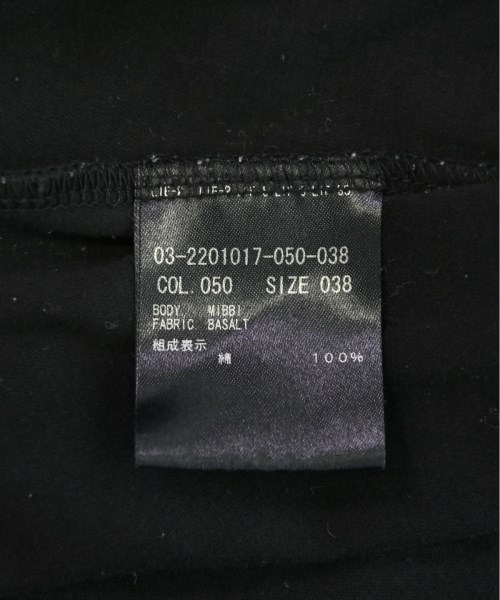 03-2201017-050-038
COL.050 SIZE 038
BODY. MIBBI
FABRIC BASALT
組成表示
綿 100%